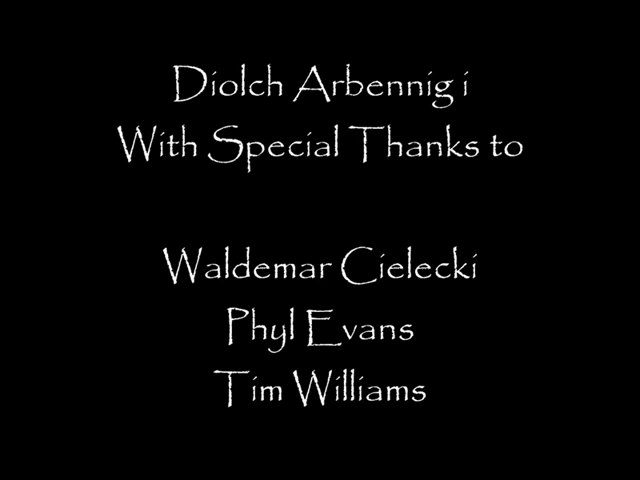 Diolch Arbennig i
With Special Thanks to
Waldemar Cielecki
Phyl Evans
Tim Williams